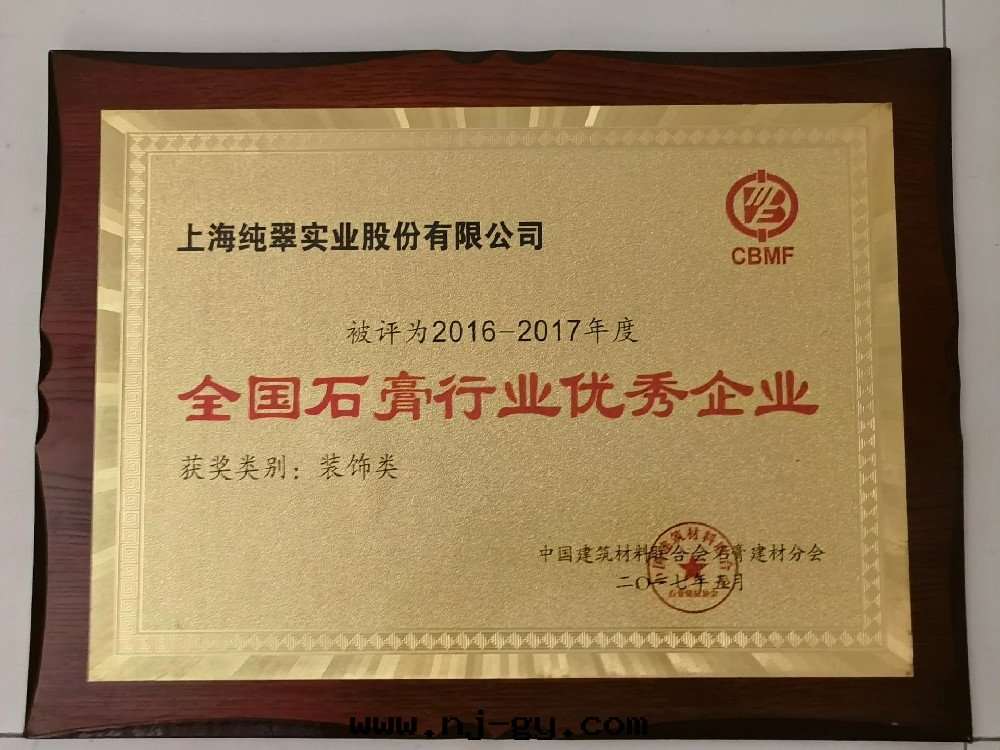 上海纯翠实业股份有限公司
CBMF
被评为2016-2017年度
全国石膏行业优秀企业
获奖类别：装饰类
中国建筑材料联合会石膏建材分会
二〇一七年五月
www.nj-gy.com